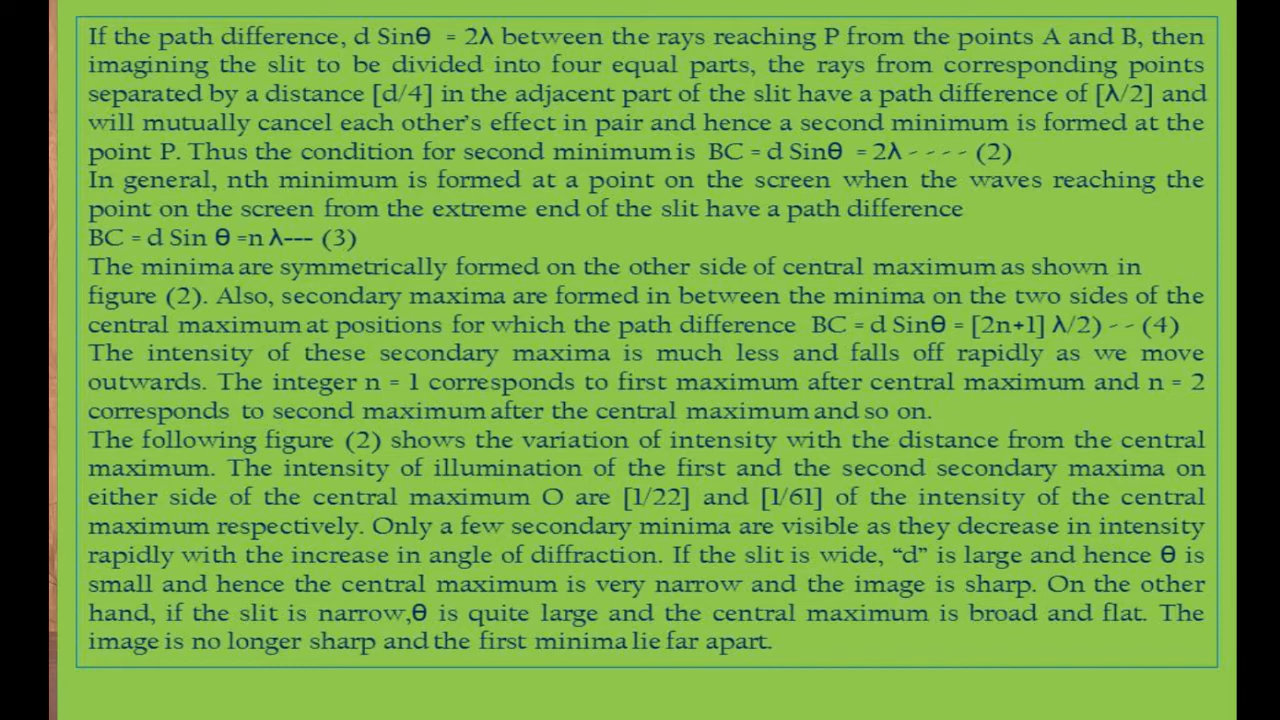 If the path difference, d Sinθ = 2λ between the rays reaching P from the points A and B, then
imagining the slit to be divided into four equal parts, the rays from corresponding points
separated by a distance [d/4] in the adjacent part of the slit have a path difference of [λ/2] and
will mutually cancel each other's effect in pair and hence a second minimum is formed at the
point P. Thus the condition for second minimum is BC = d Sinθ = 2λ - - - - (2)
In general, nth minimum is formed at a point on the screen when the waves reaching the
point on the screen from the extreme end of the slit have a path difference
BC = d Sin θ =n λ--- (3)
The minima are symmetrically formed on the other side of central maximum as shown in
figure (2). Also, secondary maxima are formed in between the minima on the two sides of the
central maximum at positions for which the path difference BC = d Sinθ = [2n+1] λ/2) - - (4)
The intensity of these secondary maxima is much less and falls off rapidly as we move
outwards. The integer n = 1 corresponds to first maximum after central maximum and n = 2
corresponds to second maximum after the central maximum and so on.
The following figure (2) shows the variation of intensity with the distance from the central
maximum. The intensity of illumination of the first and the second secondary maxima on
either side of the central maximum O are [1/22] and [1/61] of the intensity of the central
maximum respectively. Only a few secondary minima are visible as they decrease in intensity
rapidly with the increase in angle of diffraction. If the slit is wide, “d” is large and hence θ is
small and hence the central maximum is very narrow and the image is sharp. On the other
hand, if the slit is narrow,θ is quite large and the central maximum is broad and flat. The
image is no longer sharp and the first minima lie far apart.